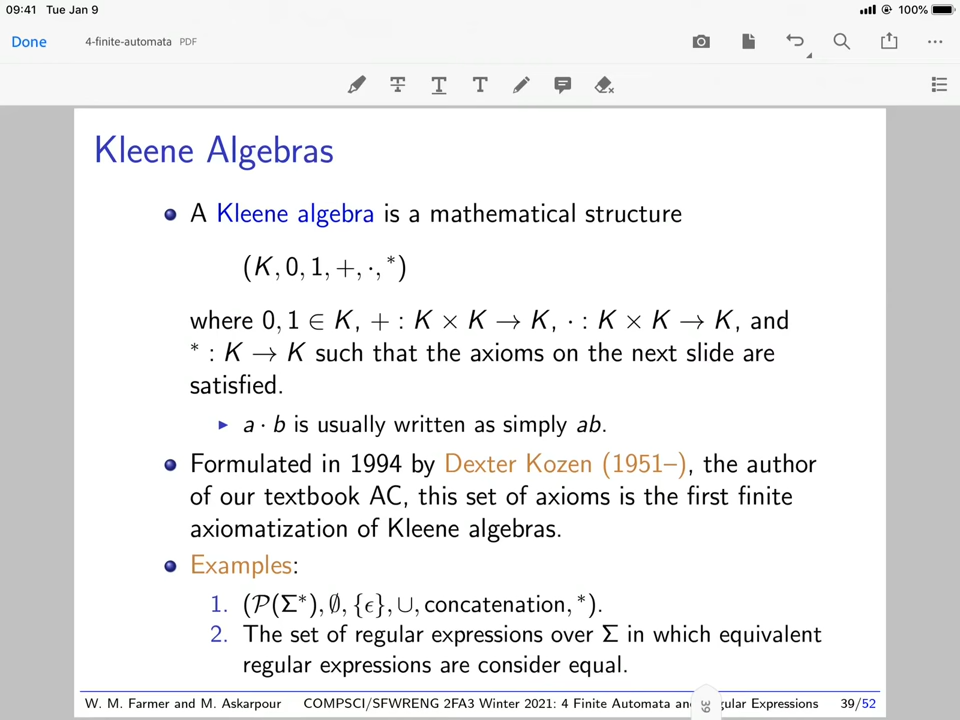 09:41 Tue Jan 9
100%
Done
4-finite-automata PDF
T T T
Kleene Algebras
A Kleene algebra is a mathematical structure
(K, 0, 1, +, ·, *)
where 0, 1 ∈ K, + : K × K → K, · : K × K → K, and
* : K → K such that the axioms on the next slide are
satisfied.
▸ a · b is usually written as simply ab.
Formulated in 1994 by Dexter Kozen (1951–), the author
of our textbook AC, this set of axioms is the first finite
axiomatization of Kleene algebras.
Examples:
1. (𝒫(Σ*), ∅, {ϵ}, ∪, concatenation, *).
2. The set of regular expressions over Σ in which equivalent
regular expressions are consider equal.
W. M. Farmer and M. Askarpour COMPSCI/SFWRENG 2FA3 Winter 2021: 4 Finite Automata an gular Expressions 39/52
39